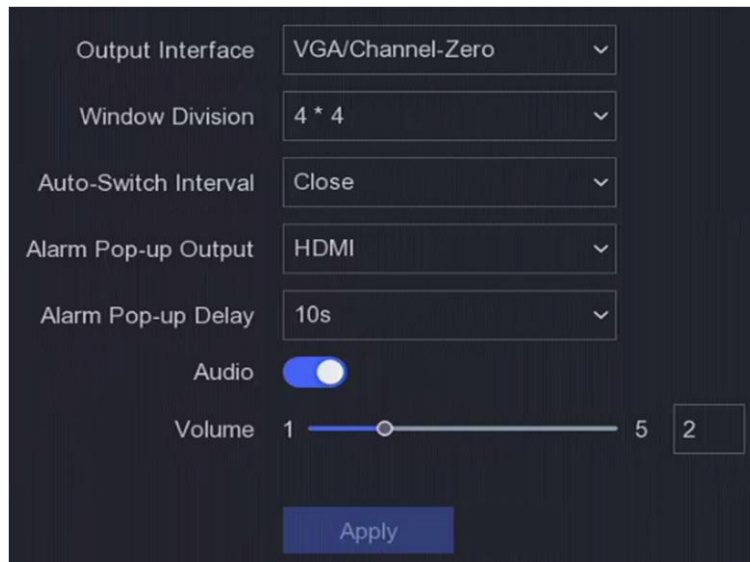 Output Interface VGA/Channel-Zero
Window Division 4 * 4
Auto-Switch Interval Close
Alarm Pop-up Output HDMI
Alarm Pop-up Delay 10s
Audio
Volume 1 5 2
Apply